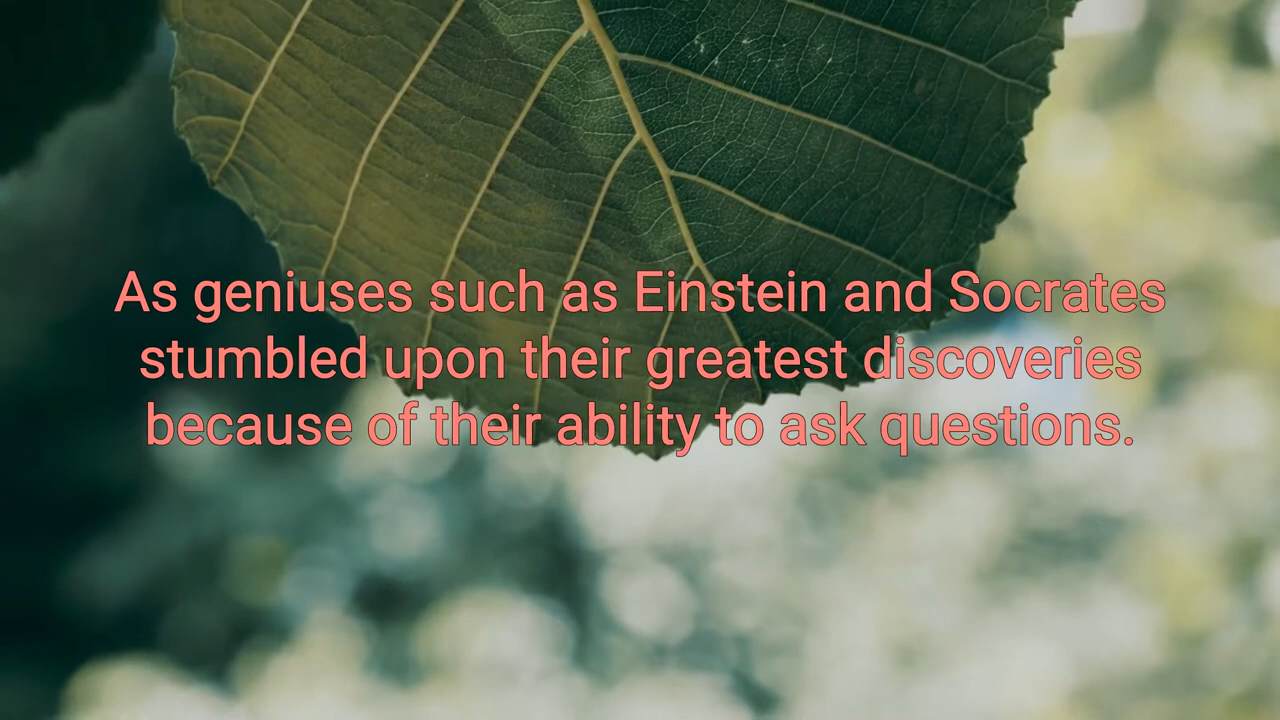 As geniuses such as Einstein and Socrates
stumbled upon their greatest discoveries
because of their ability to ask questions.